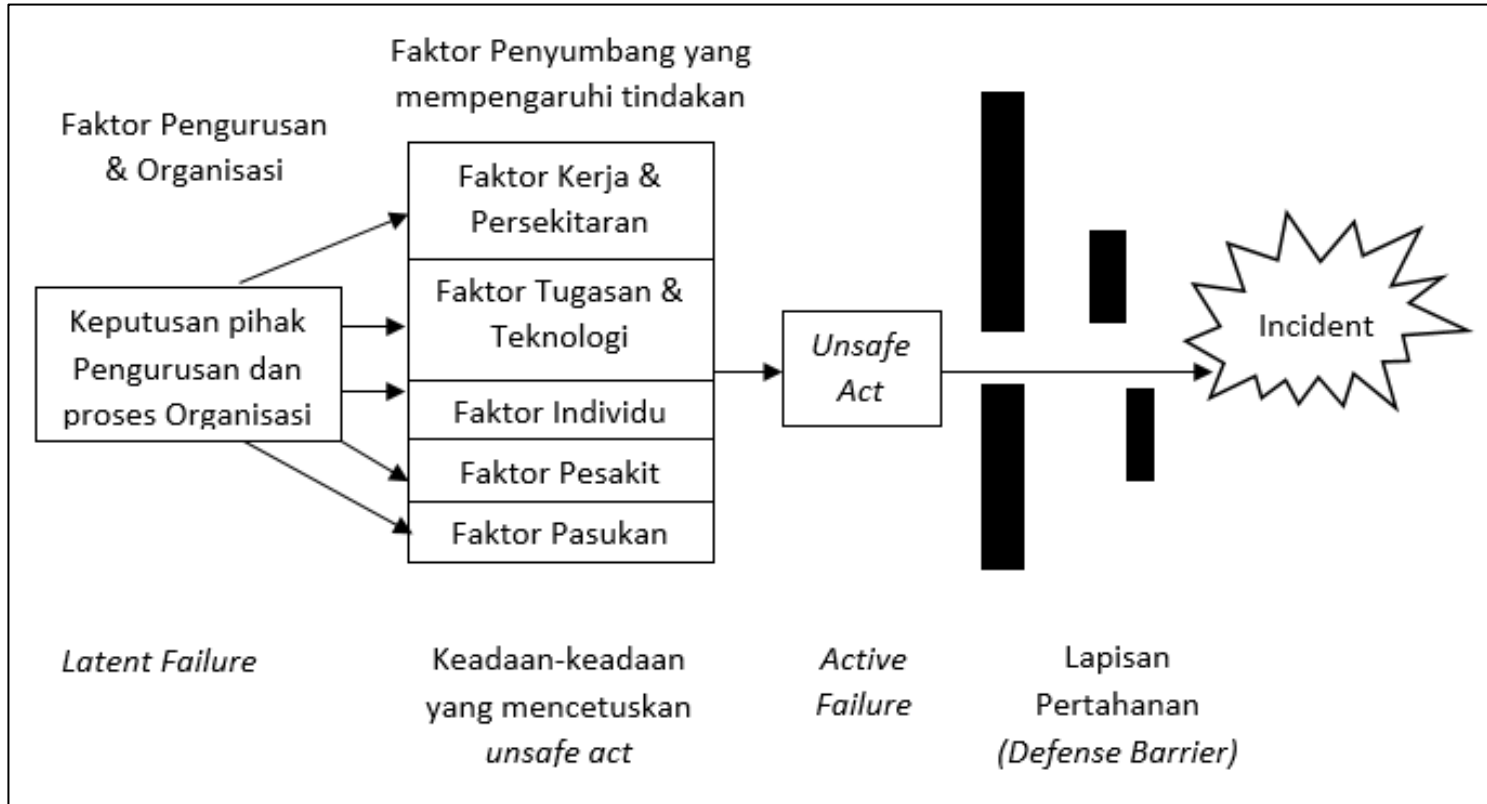 Faktor Pengurusan
& Organisasi
Faktor Penyumbang yang
mempengaruhi tindakan
Keputusan pihak
Pengurusan dan
proses Organisasi
Faktor Kerja &
Persekitaran
Faktor Tugasan &
Teknologi
Faktor Individu
Faktor Pesakit
Faktor Pasukan
Unsafe
Act
Incident
Latent Failure
Keadaan-keadaan
yang mencetuskan
unsafe act
Active
Failure
Lapisan
Pertahanan
(Defense Barrier)